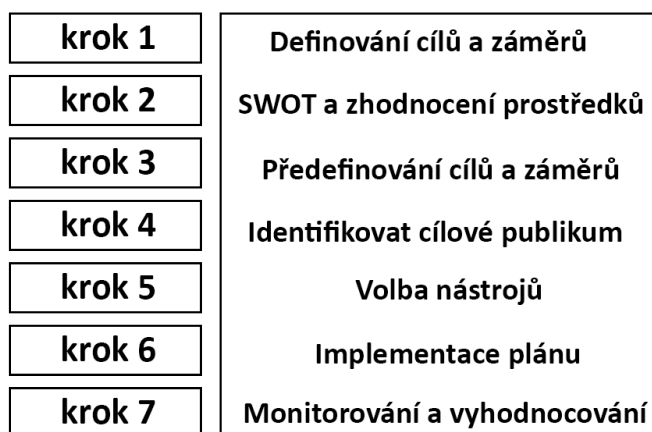 krok 1 Definování cílů a záměrů
krok 2 SWOT a zhodnocení prostředků
krok 3 Předefinování cílů a záměrů
krok 4 Identifikovat cílové publikum
krok 5 Volba nástrojů
krok 6 Implementace plánu
krok 7 Monitorování a vyhodnocování